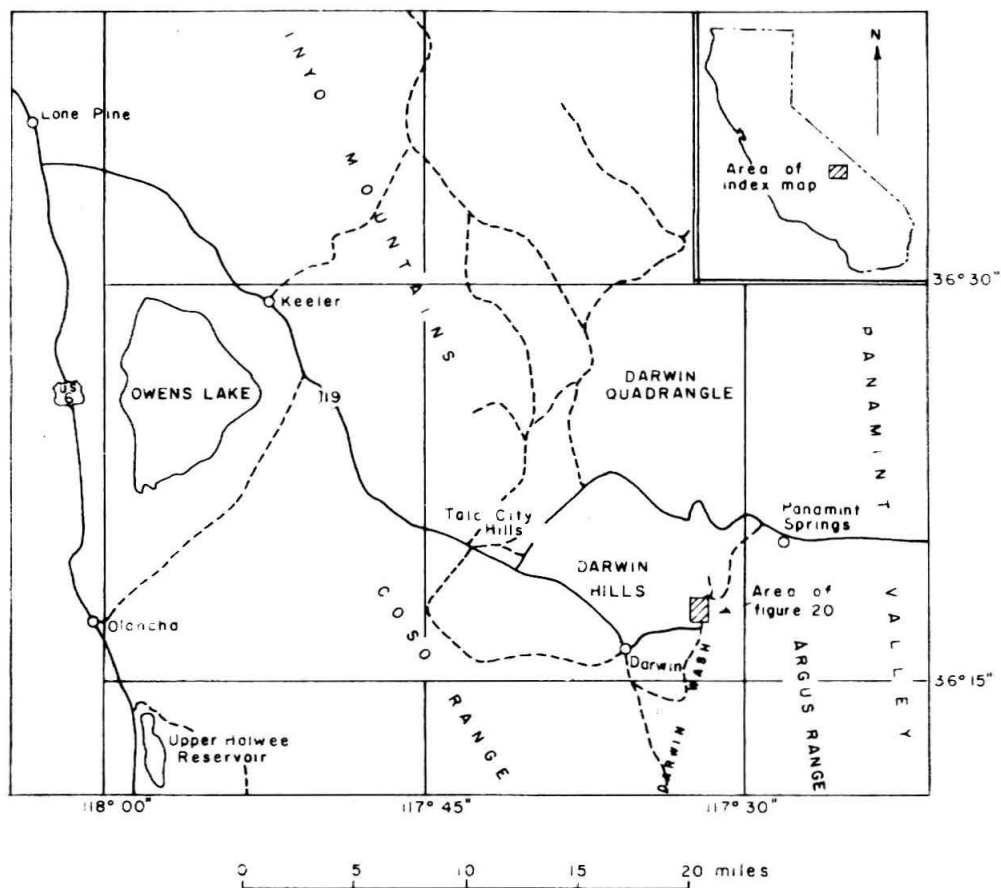 INYO MOUNTAINS
N
Lone Pine
Area of
index map
36° 30"
Keeler
PANAMINT VALLEY
OWENS LAKE
US
6
119
DARWIN
QUADRANGLE
Talc City
Hills
Panamint
Springs
DARWIN
HILLS
COSO RANGE
Area of
figure 20
Olancha
Darwin
DARWIN WASH
ARGUS RANGE
36° 15"
Upper Haiwee
Reservoir
118° 00"
117° 45"
117° 30"
0 5 10 15 20 miles